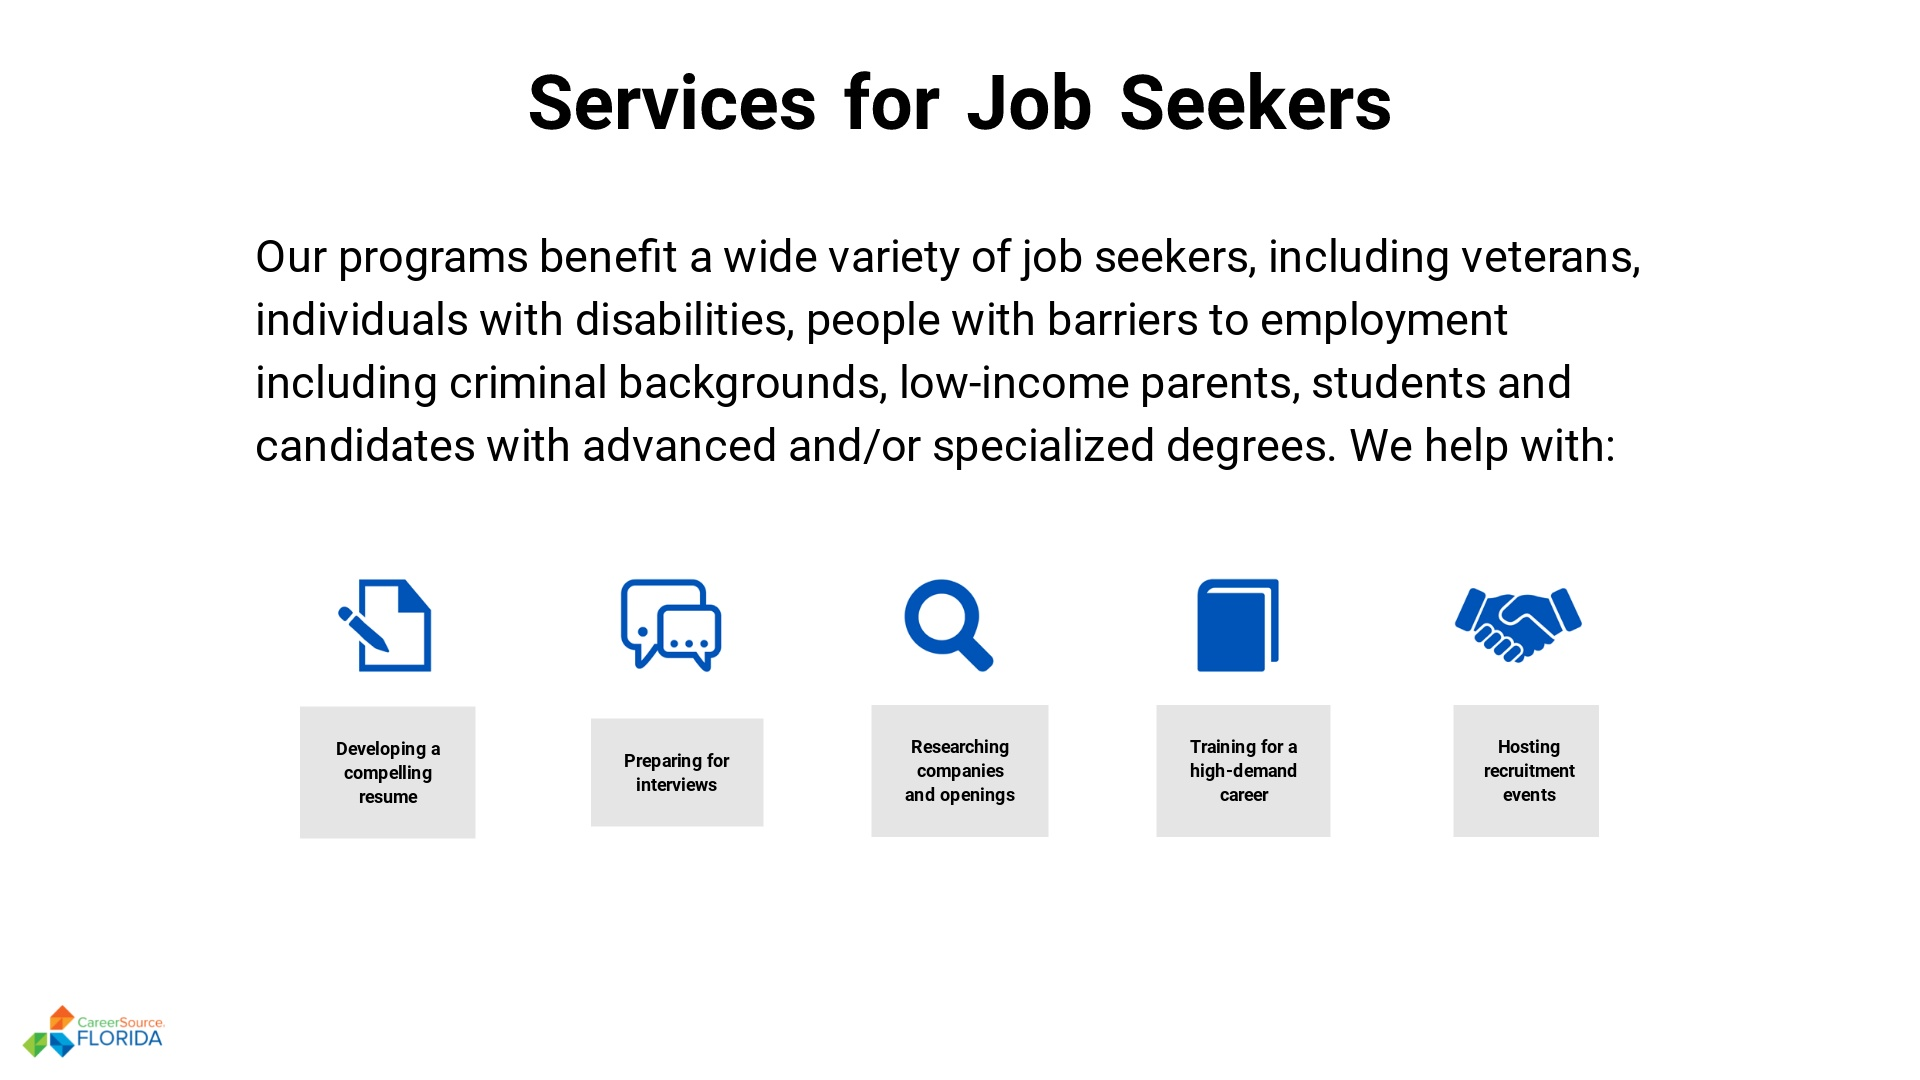 Services for Job Seekers
Our programs benefit a wide variety of job seekers, including veterans,
individuals with disabilities, people with barriers to employment
including criminal backgrounds, low-income parents, students and
candidates with advanced and/or specialized degrees. We help with:
Developing a
compelling
resume
Preparing for
interviews
Researching
companies
and openings
Training for a
high-demand
career
Hosting
recruitment
events
CareerSource.
FLORIDA